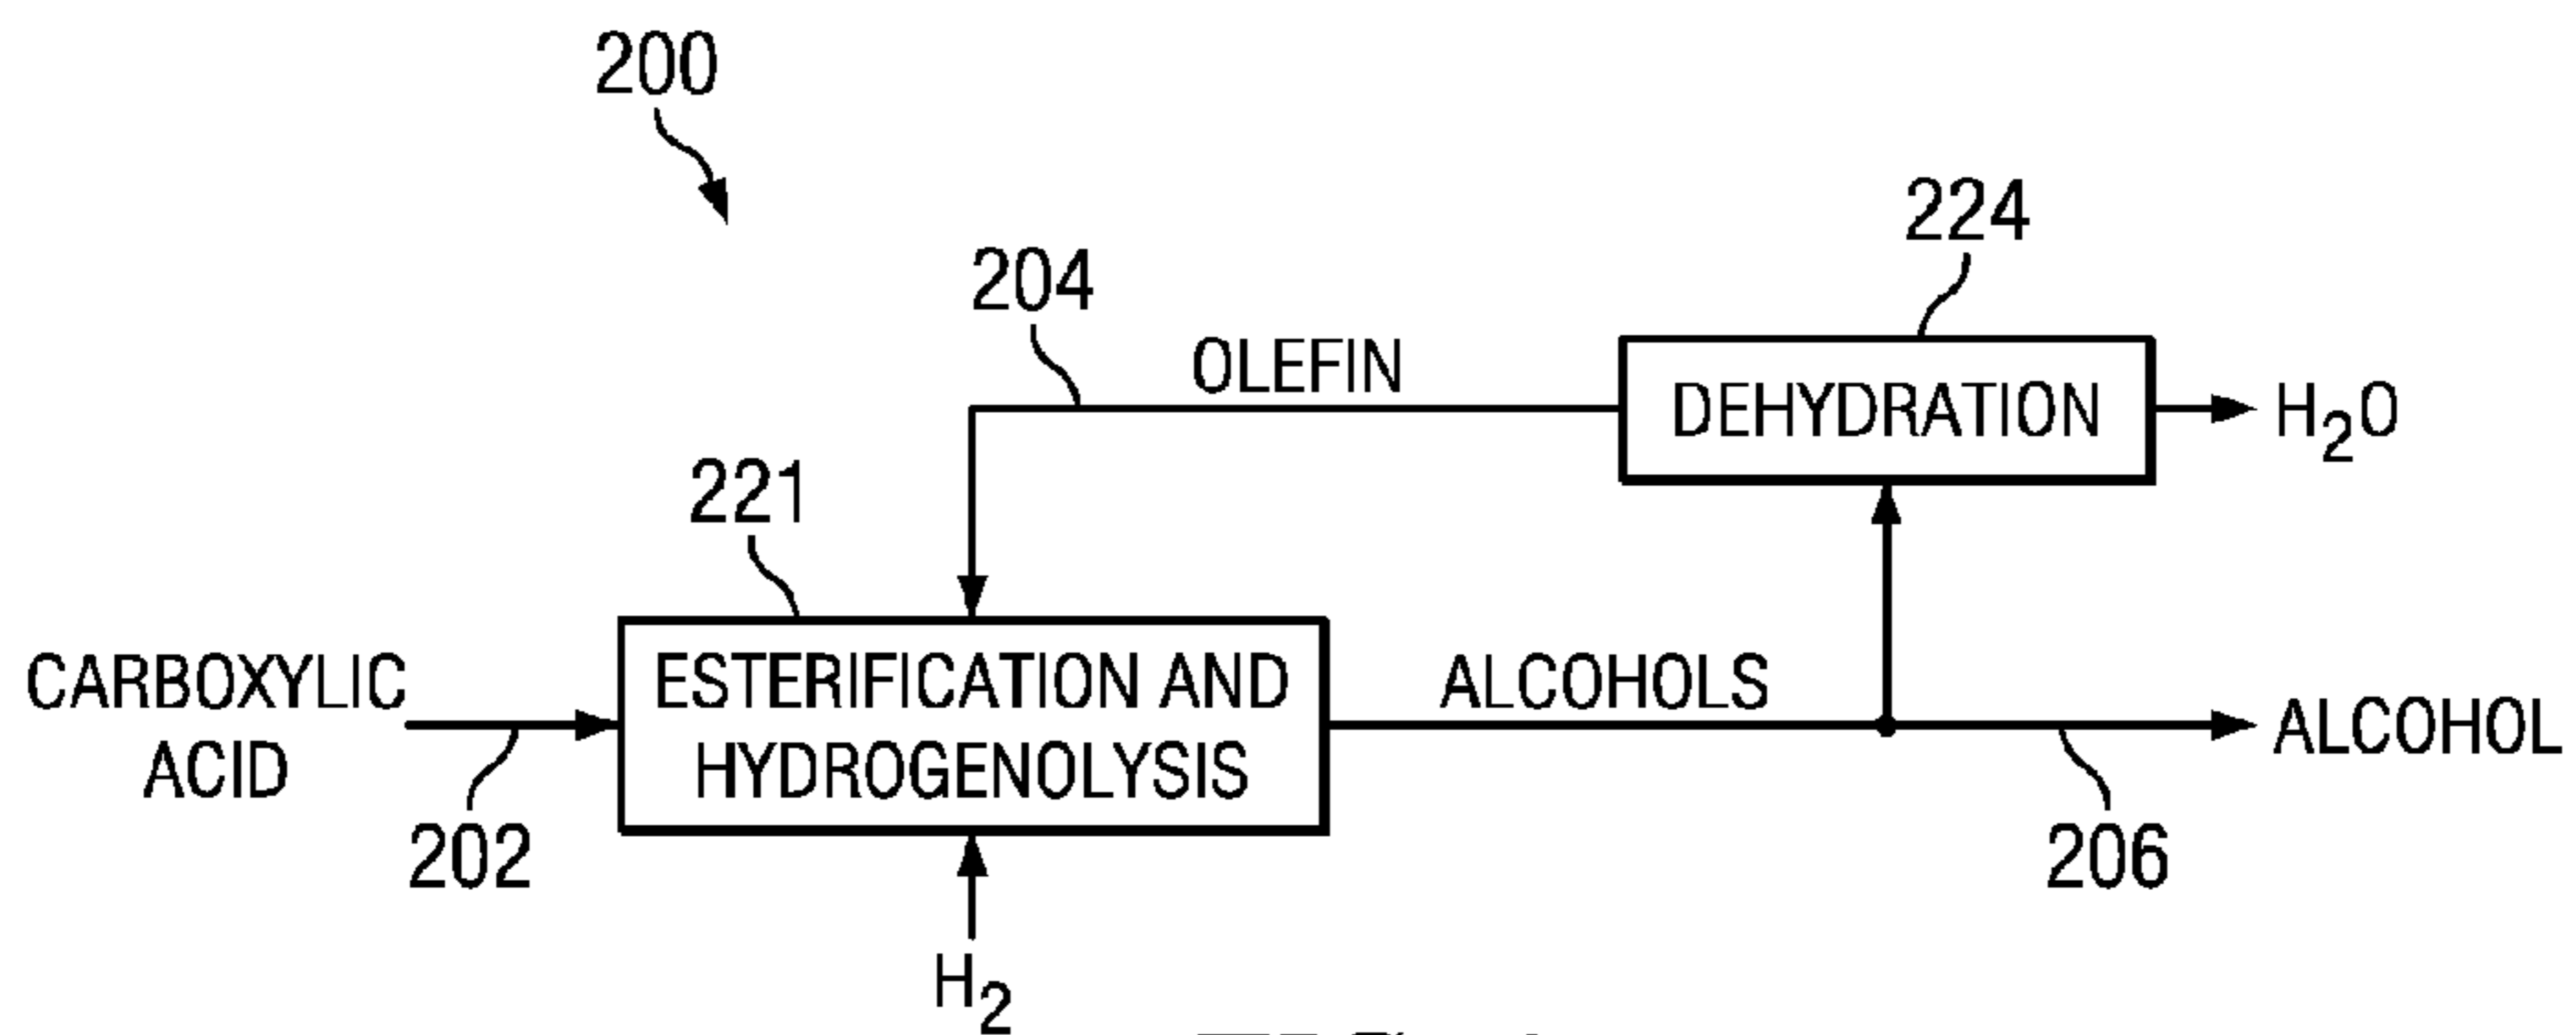 200
224
204
OLEFIN
DEHYDRATION
H2O
221
CARBOXYLIC
ACID
ESTERIFICATION AND
HYDROGENOLYSIS
ALCOHOLS
ALCOHOL
202
206
H2